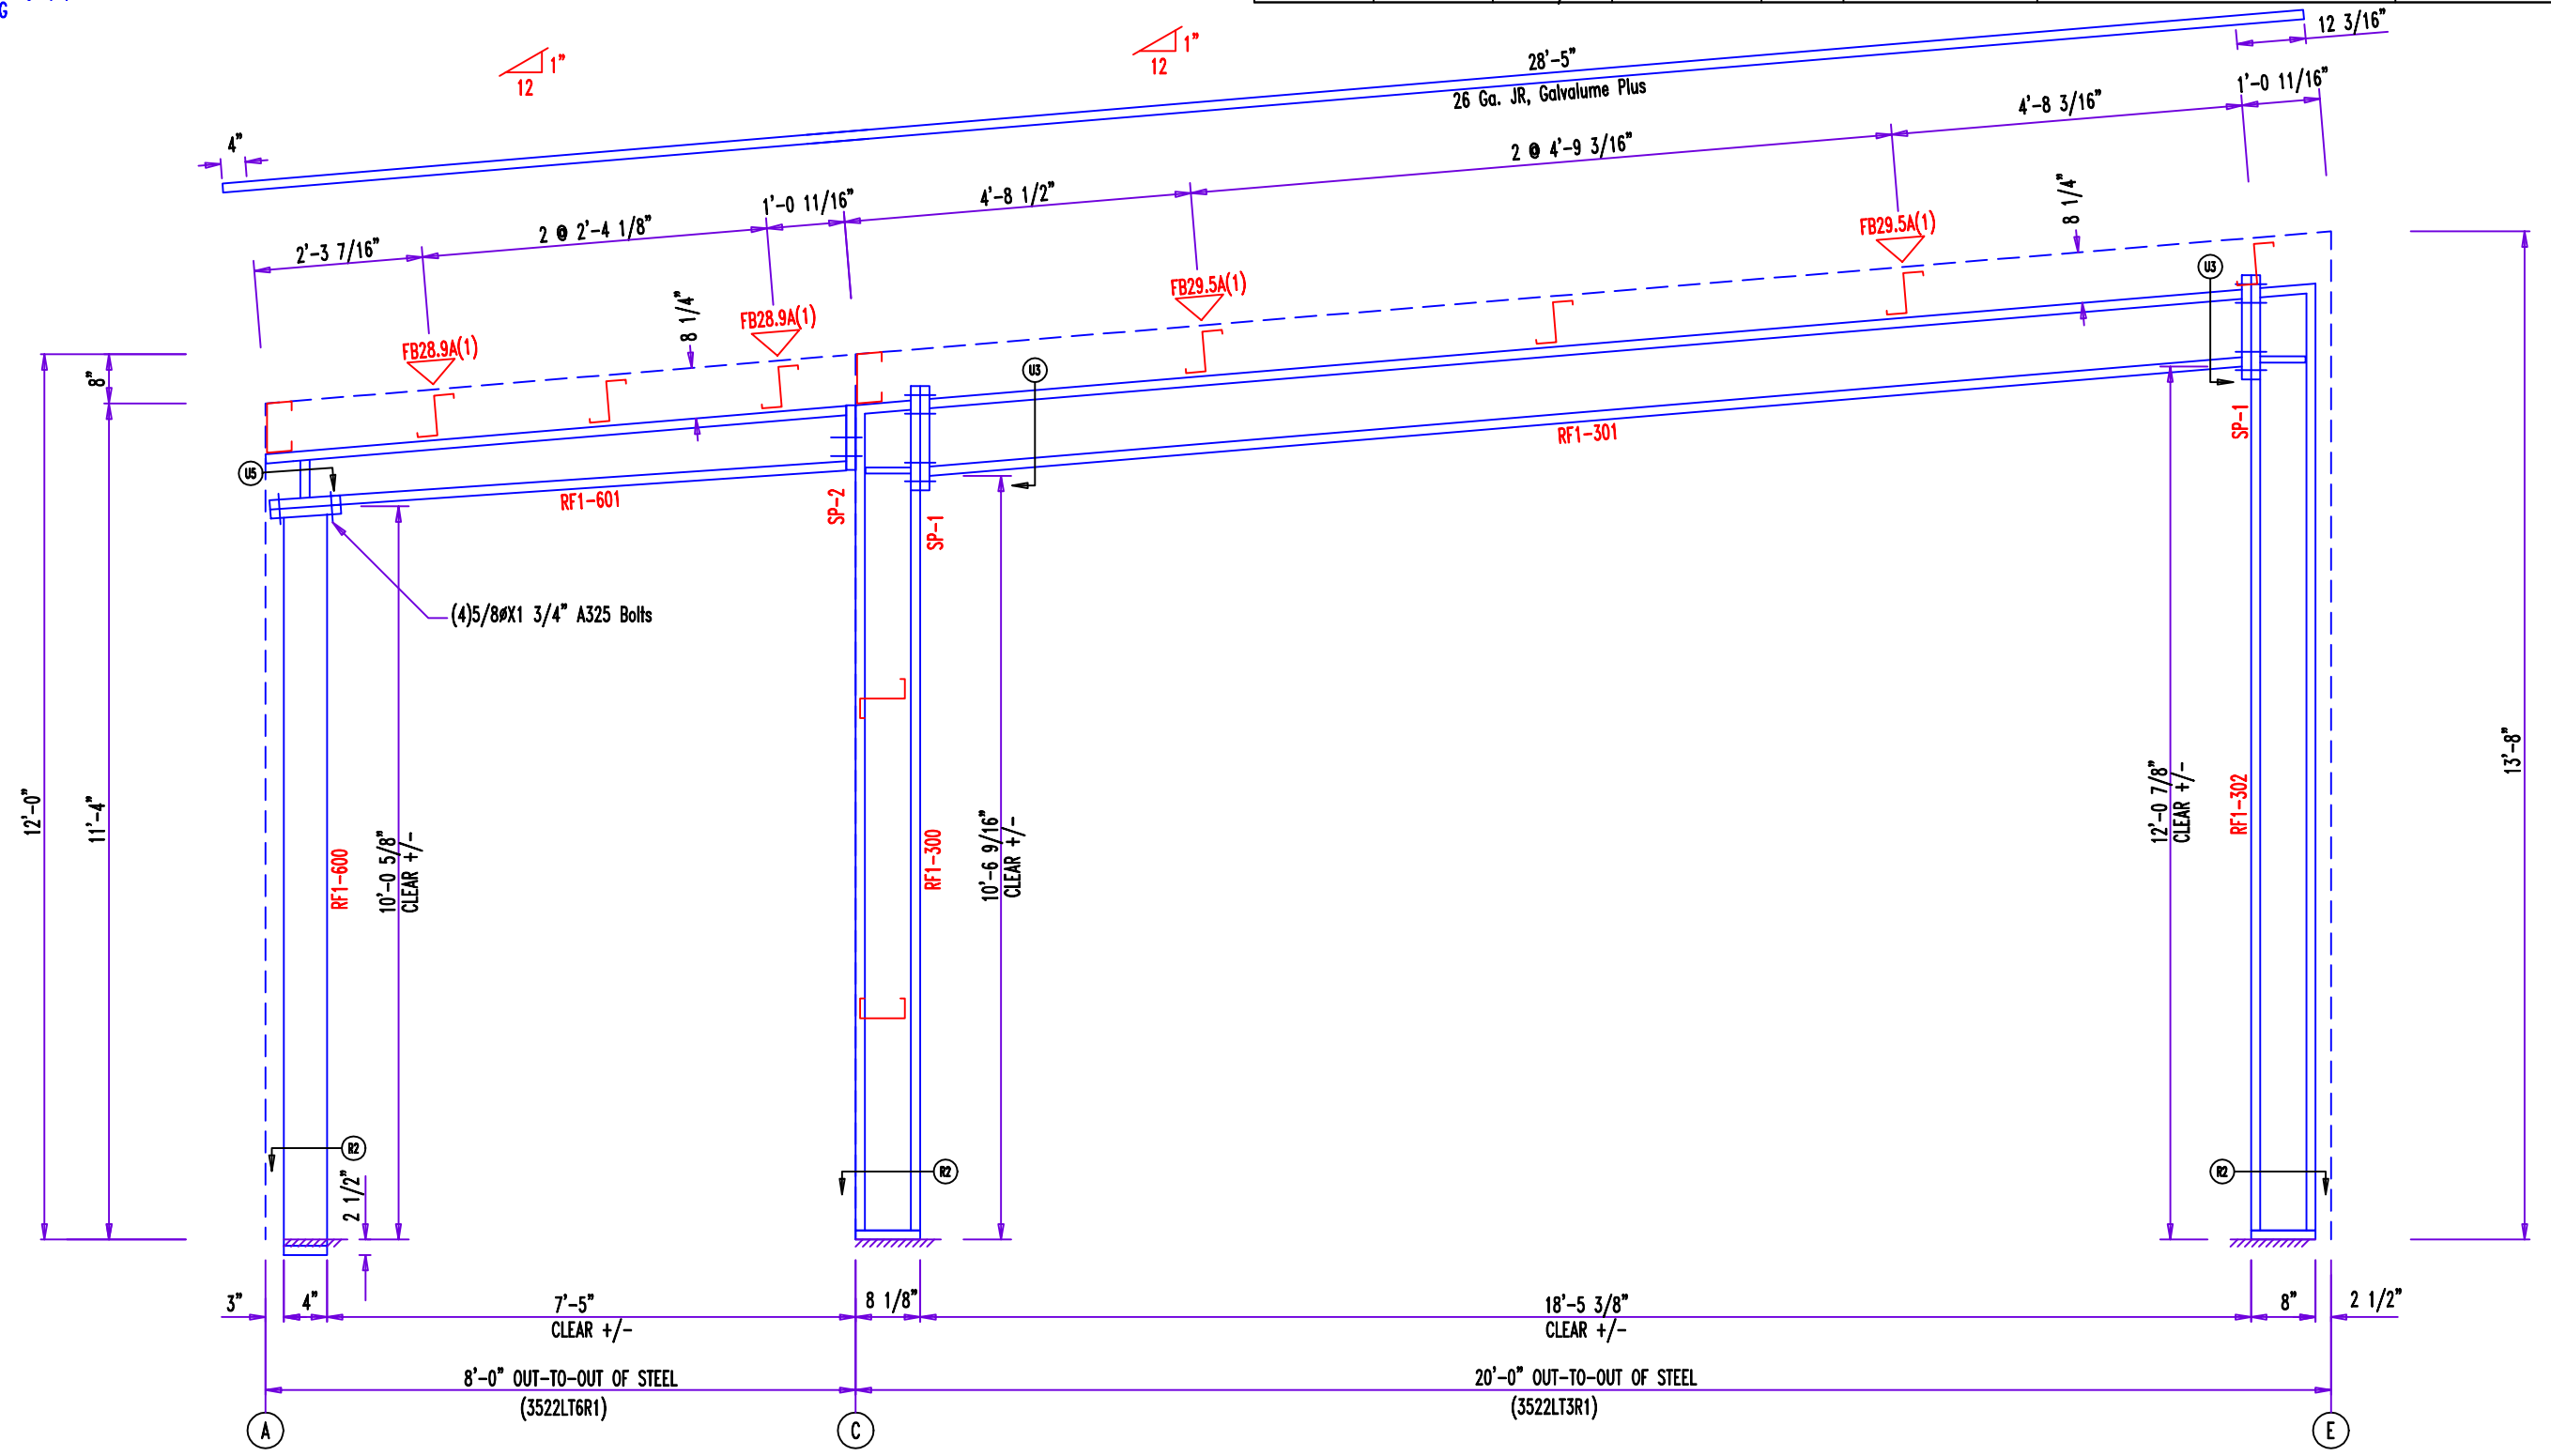 G
12
1"
12
1"
28'-5"
26 Ga. JR, Galvalume Plus
12 3/16"
1'-0 11/16"
4'-8 3/16"
2 @ 4'-9 3/16"
4"
2'-3 7/16"
2 @ 2'-4 1/8"
1'-0 11/16"
4'-8 1/2"
8 1/4"
8 1/4"
FB28.9A(1)
FB28.9A(1)
FB29.5A(1)
FB29.5A(1)
U3
U3
U5
8"
12'-0"
11'-4"
RF1-601
SP-2
SP-1
RF1-301
SP-1
(4)5/8øX1 3/4" A325 Bolts
RF1-600
10'-0 5/8"
CLEAR +/-
RF1-300
10'-6 9/16"
CLEAR +/-
12'-0 7/8"
CLEAR +/-
RF1-302
13'-8"
R2
R2
R2
2 1/2"
3"
4"
7'-5"
CLEAR +/-
8 1/8"
18'-5 3/8"
CLEAR +/-
8"
2 1/2"
8'-0" OUT-TO-OUT OF STEEL
(3522LT6R1)
20'-0" OUT-TO-OUT OF STEEL
(3522LT3R1)
A
C
E